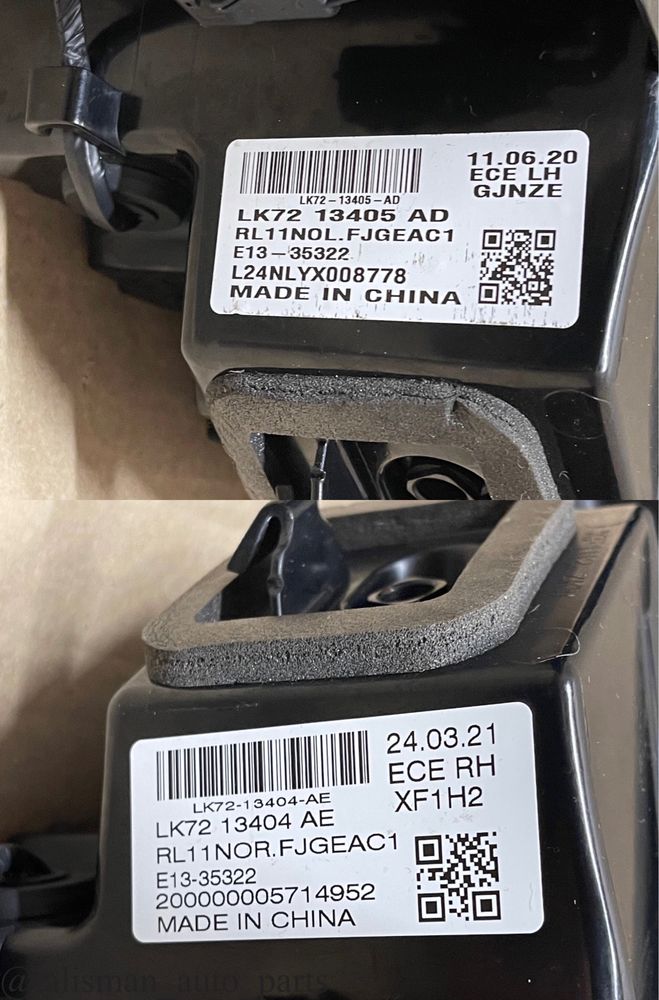 11.06.20
ECE LH
GJNZE
LK72-13405-AD
LK72 13405 AD
RL11NOL.FJGEAC1
E13-35322
L24NLYX008778
MADE IN CHINA
24.03.21
ECE RH
XF1H2
LK72-13404-AE
LK72 13404 AE
RL11NOR.FJGEAC1
E13-35322
200000005714952
MADE IN CHINA
@talisman_auto_parts